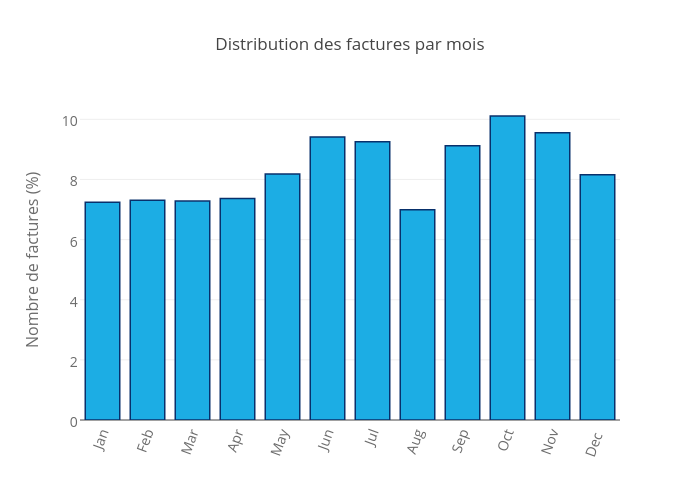 Distribution des factures par mois
Nombre de factures (%)
10
8
6
4
2
0
Jan
Feb
Mar
Apr
May
Jun
Jul
Aug
Sep
Oct
Nov
Dec